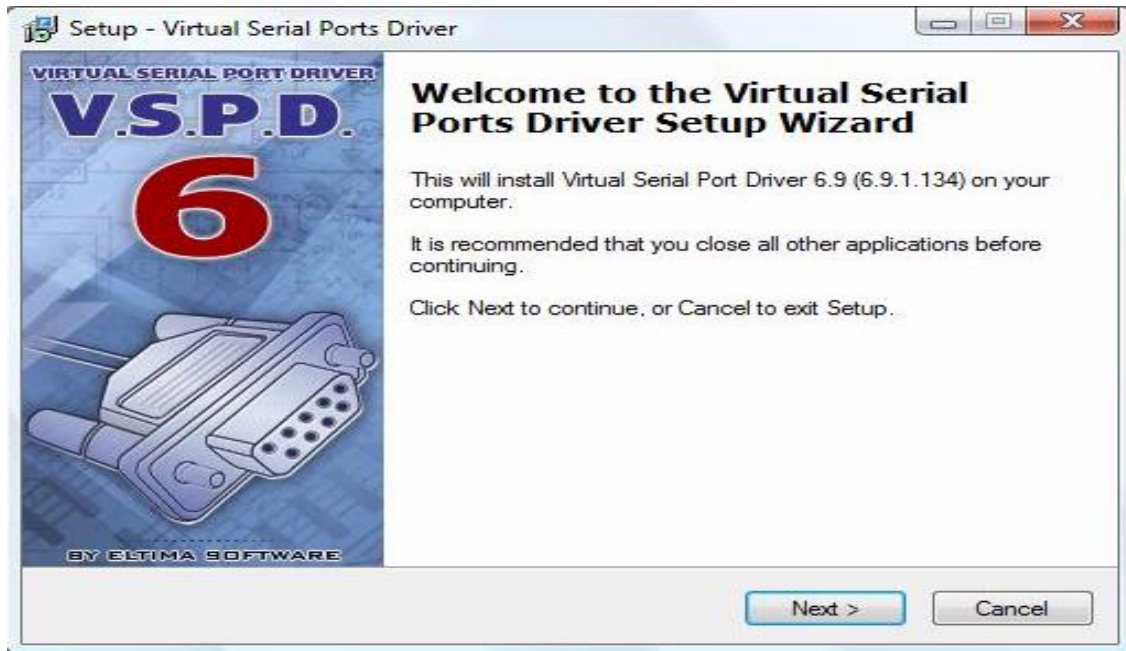 Setup - Virtual Serial Ports Driver
VIRTUAL SERIAL PORT DRIVER
V.S.P.D.
6
BY ELTIMA SOFTWARE
Welcome to the Virtual Serial
Ports Driver Setup Wizard
This will install Virtual Serial Port Driver 6.9 (6.9.1.134) on your
computer.
It is recommended that you close all other applications before
continuing.
Click Next to continue, or Cancel to exit Setup.
Next >
Cancel